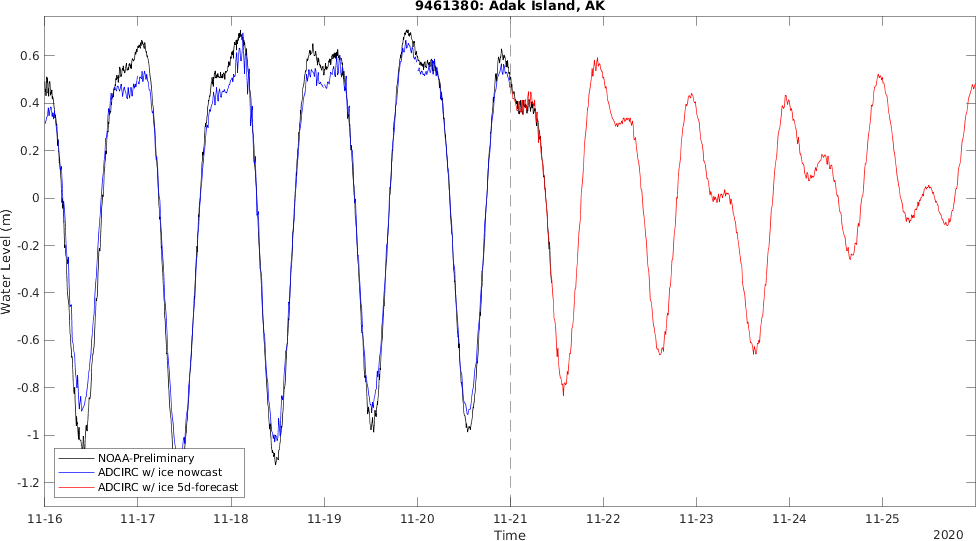 9461380: Adak Island, AK
Water Level (m)
0.6
0.4
0.2
0
-0.2
-0.4
-0.6
-0.8
-1
-1.2
NOAA-Preliminary
ADCIRC w/ ice nowcast
ADCIRC w/ ice 5d-forecast
11-16 11-17 11-18 11-19 11-20 11-21 11-22 11-23 11-24 11-25
Time
2020